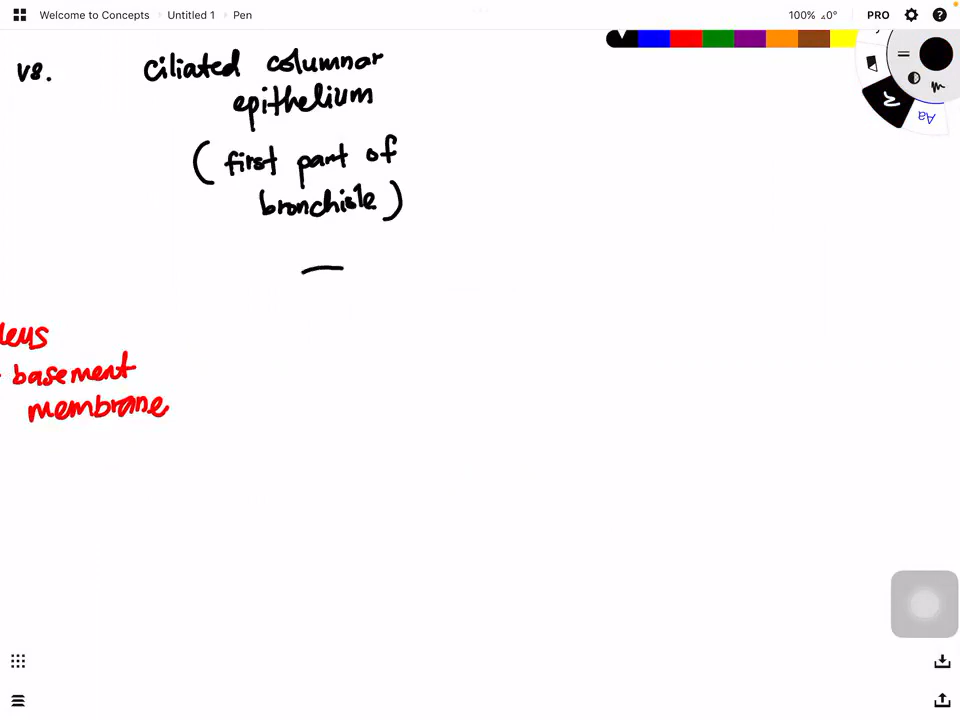 Welcome to Concepts > Untitled 1 > Pen
100% 0° PRO
Aa
vs. ciliated columnar
epithelium
(first part of
bronchiole)
leus
basement
membrane